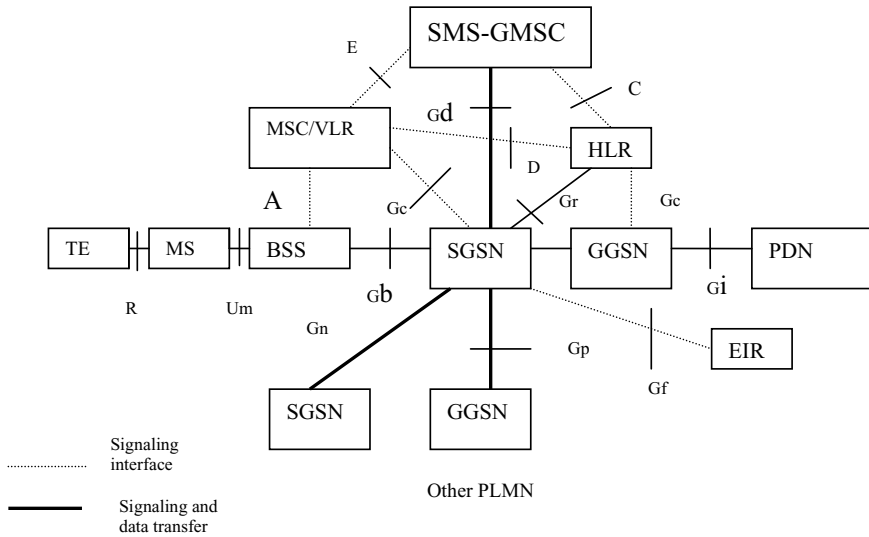 SMS-GMSC
E
C
Gd
MSC/VLR
HLR
D
A
Gc
Gr
Gc
TE
MS
BSS
SGSN
GGSN
PDN
Gb
Gi
R
Um
Gn
Gp
EIR
Gf
SGSN
GGSN
Signaling
interface
Other PLMN
Signaling and
data transfer